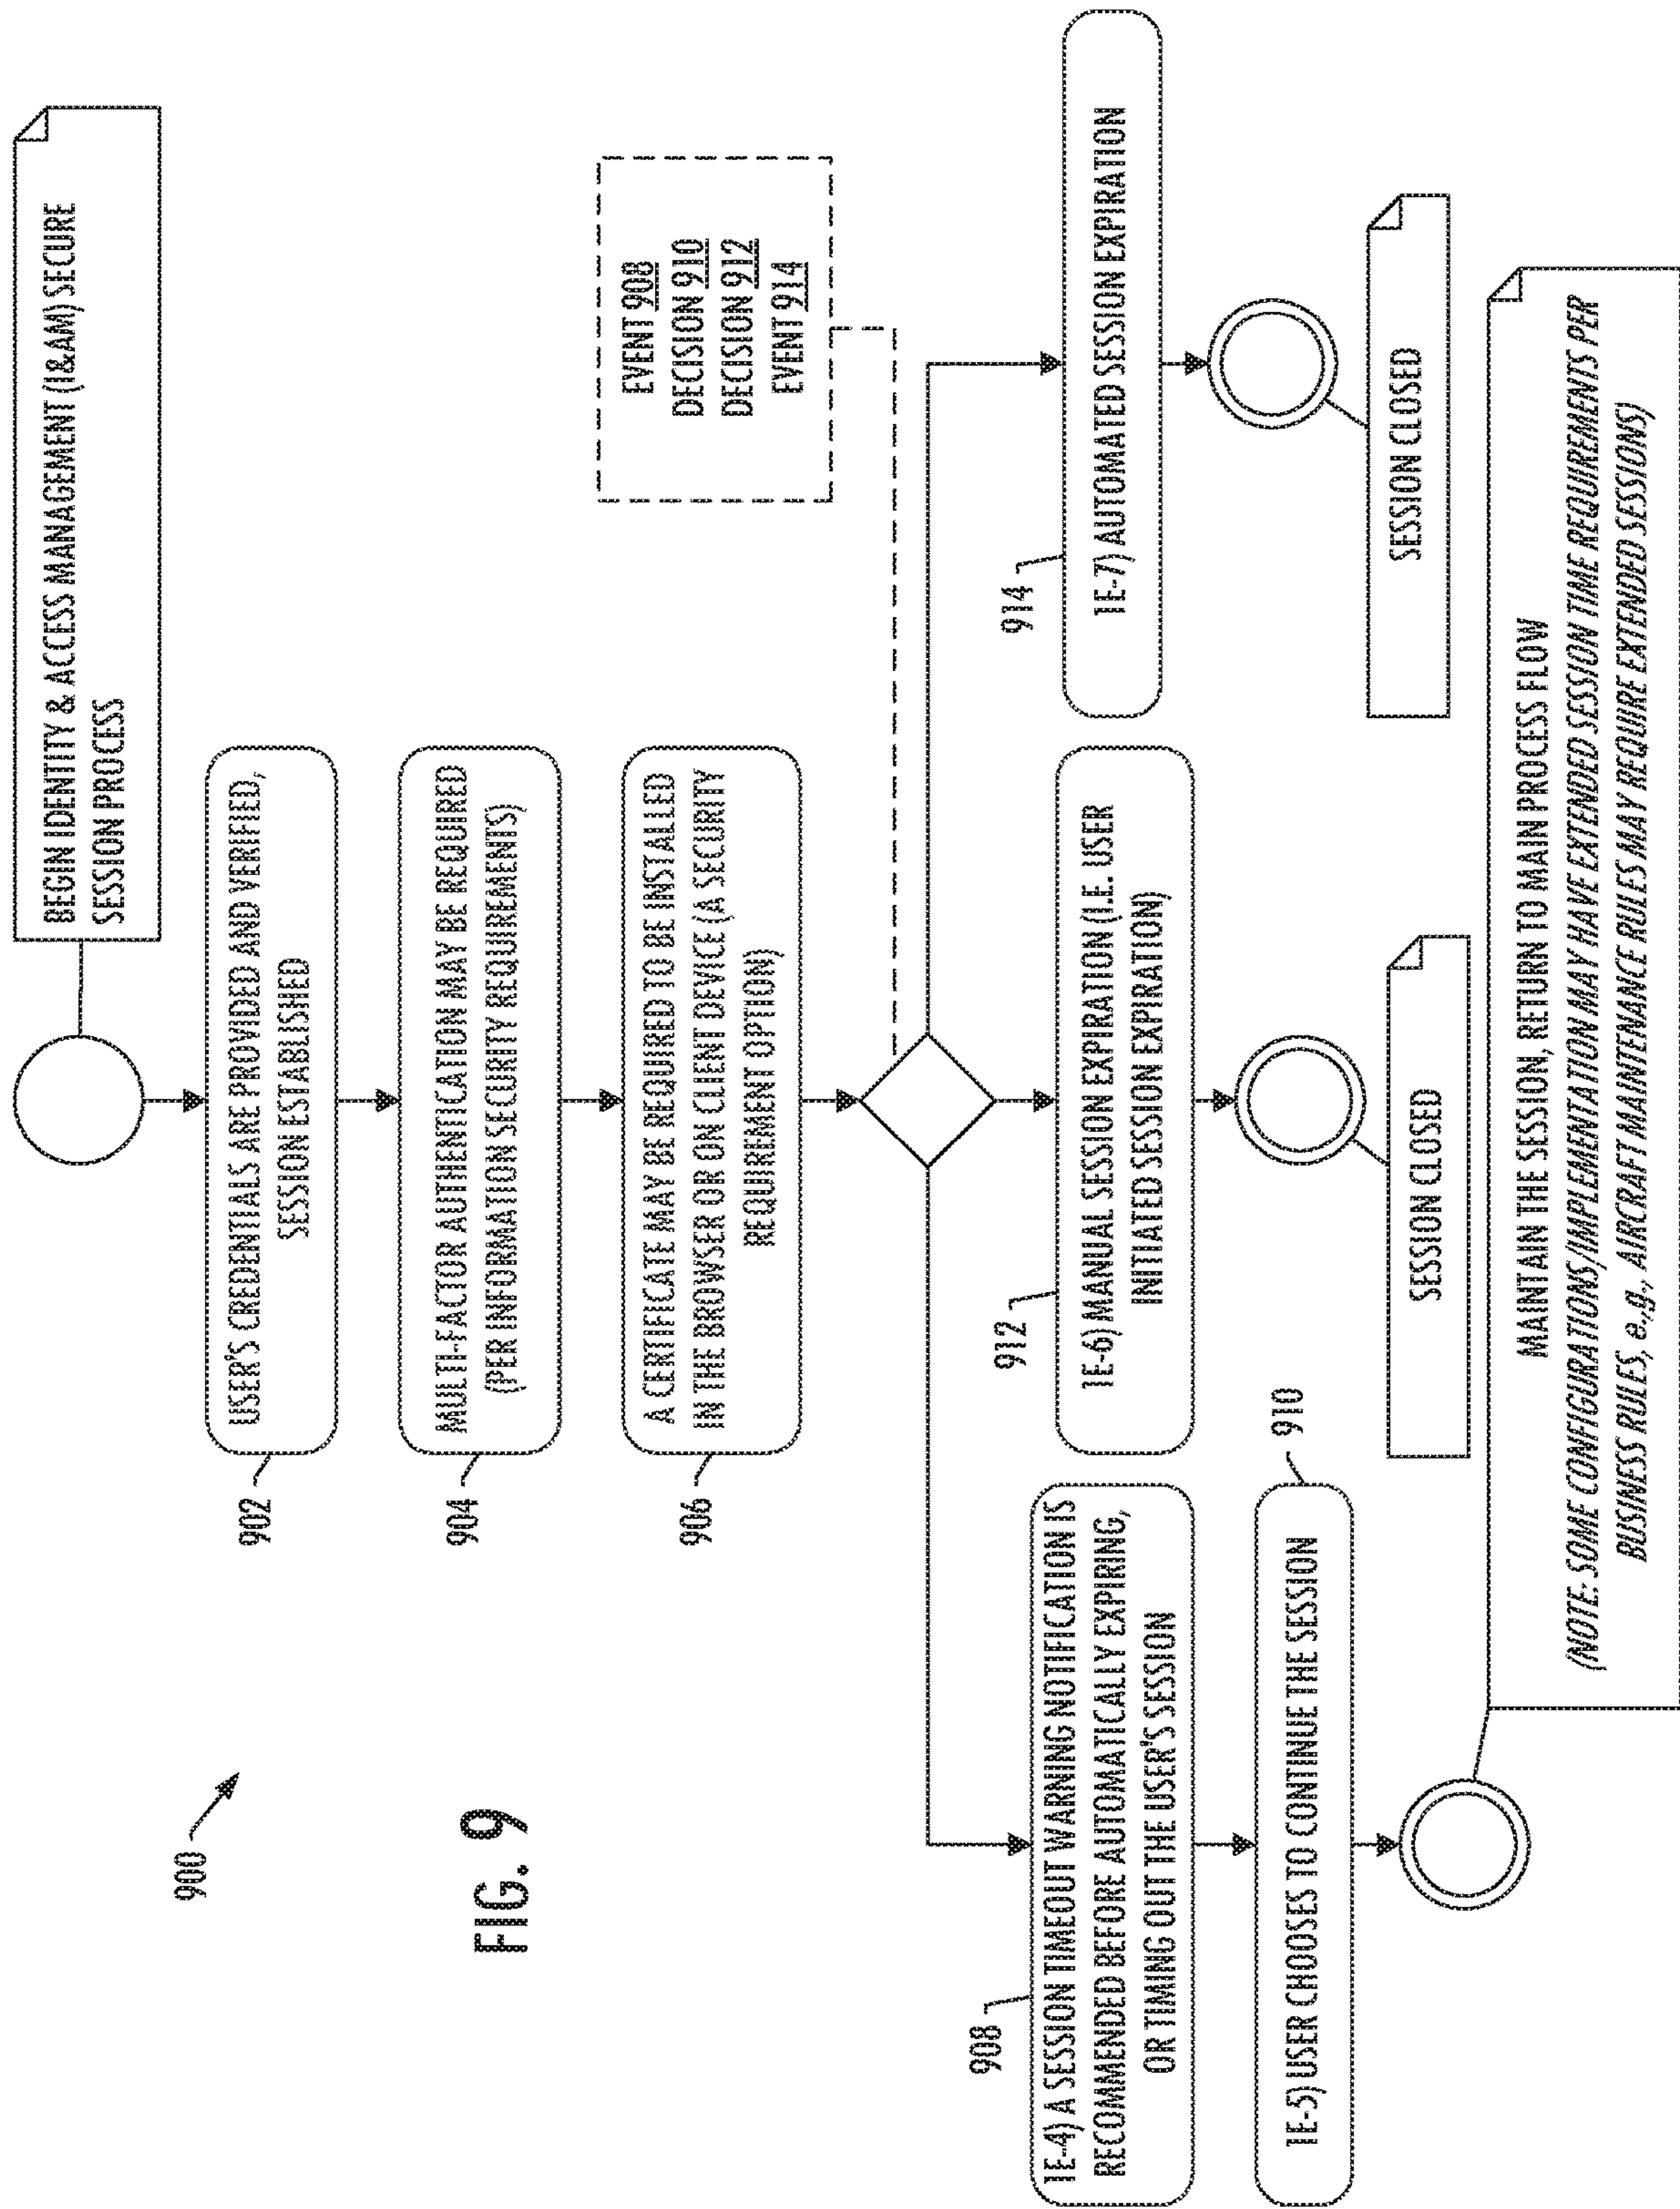 900
FIG. 9
BEGIN IDENTITY & ACCESS MANAGEMENT (I&AM) SECURE
SESSION PROCESS
902
USER'S CREDENTIALS ARE PROVIDED AND VERIFIED,
SESSION ESTABLISHED
904
MULTI-FACTOR AUTHENTICATION MAY BE REQUIRED
(PER INFORMATION SECURITY REQUIREMENTS)
906
A CERTIFICATE MAY BE REQUIRED TO BE INSTALLED
IN THE BROWSER OR ON CLIENT DEVICE (A SECURITY
REQUIREMENT OPTION)
EVENT 908
DECISION 910
DECISION 912
EVENT 914
908
1E-4) A SESSION TIMEOUT WARNING NOTIFICATION IS
RECOMMENDED BEFORE AUTOMATICALLY EXPIRING,
OR TIMING OUT THE USER'S SESSION
910
1E-5) USER CHOOSES TO CONTINUE THE SESSION
912
1E-6) MANUAL SESSION EXPIRATION (I.E. USER
INITIATED SESSION EXPIRATION)
SESSION CLOSED
914
1E-7) AUTOMATED SESSION EXPIRATION
SESSION CLOSED
MAINTAIN THE SESSION, RETURN TO MAIN PROCESS FLOW
(NOTE: SOME CONFIGURATIONS/IMPLEMENTATION MAY HAVE EXTENDED SESSION TIME REQUIREMENTS PER
BUSINESS RULES, e.,g., AIRCRAFT MAINTENANCE RULES MAY REQUIRE EXTENDED SESSIONS)